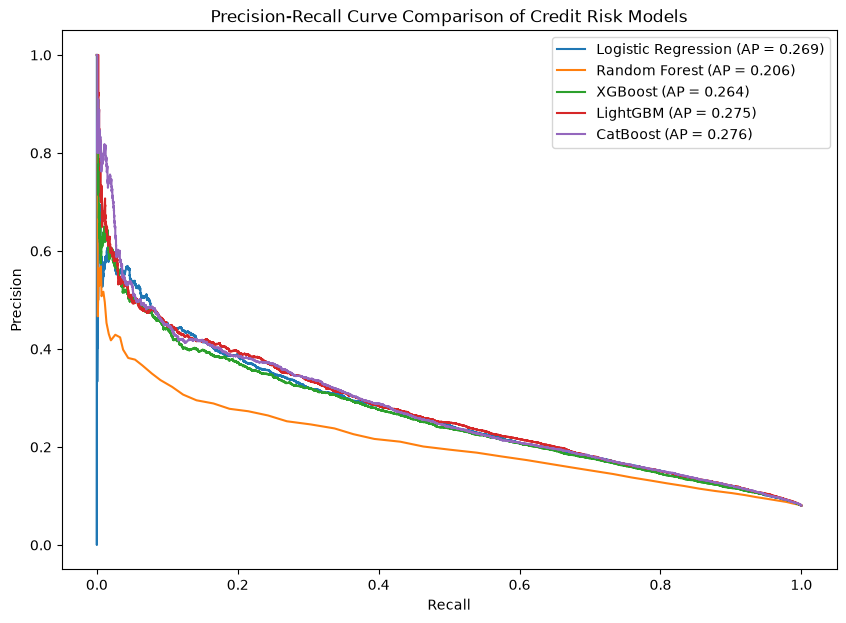 Precision-Recall Curve Comparison of Credit Risk Models
Logistic Regression (AP = 0.269)
Random Forest (AP = 0.206)
XGBoost (AP = 0.264)
LightGBM (AP = 0.275)
CatBoost (AP = 0.276)
Precision
1.0
0.8
0.6
0.4
0.2
0.0
0.0 0.2 0.4 0.6 0.8 1.0
Recall